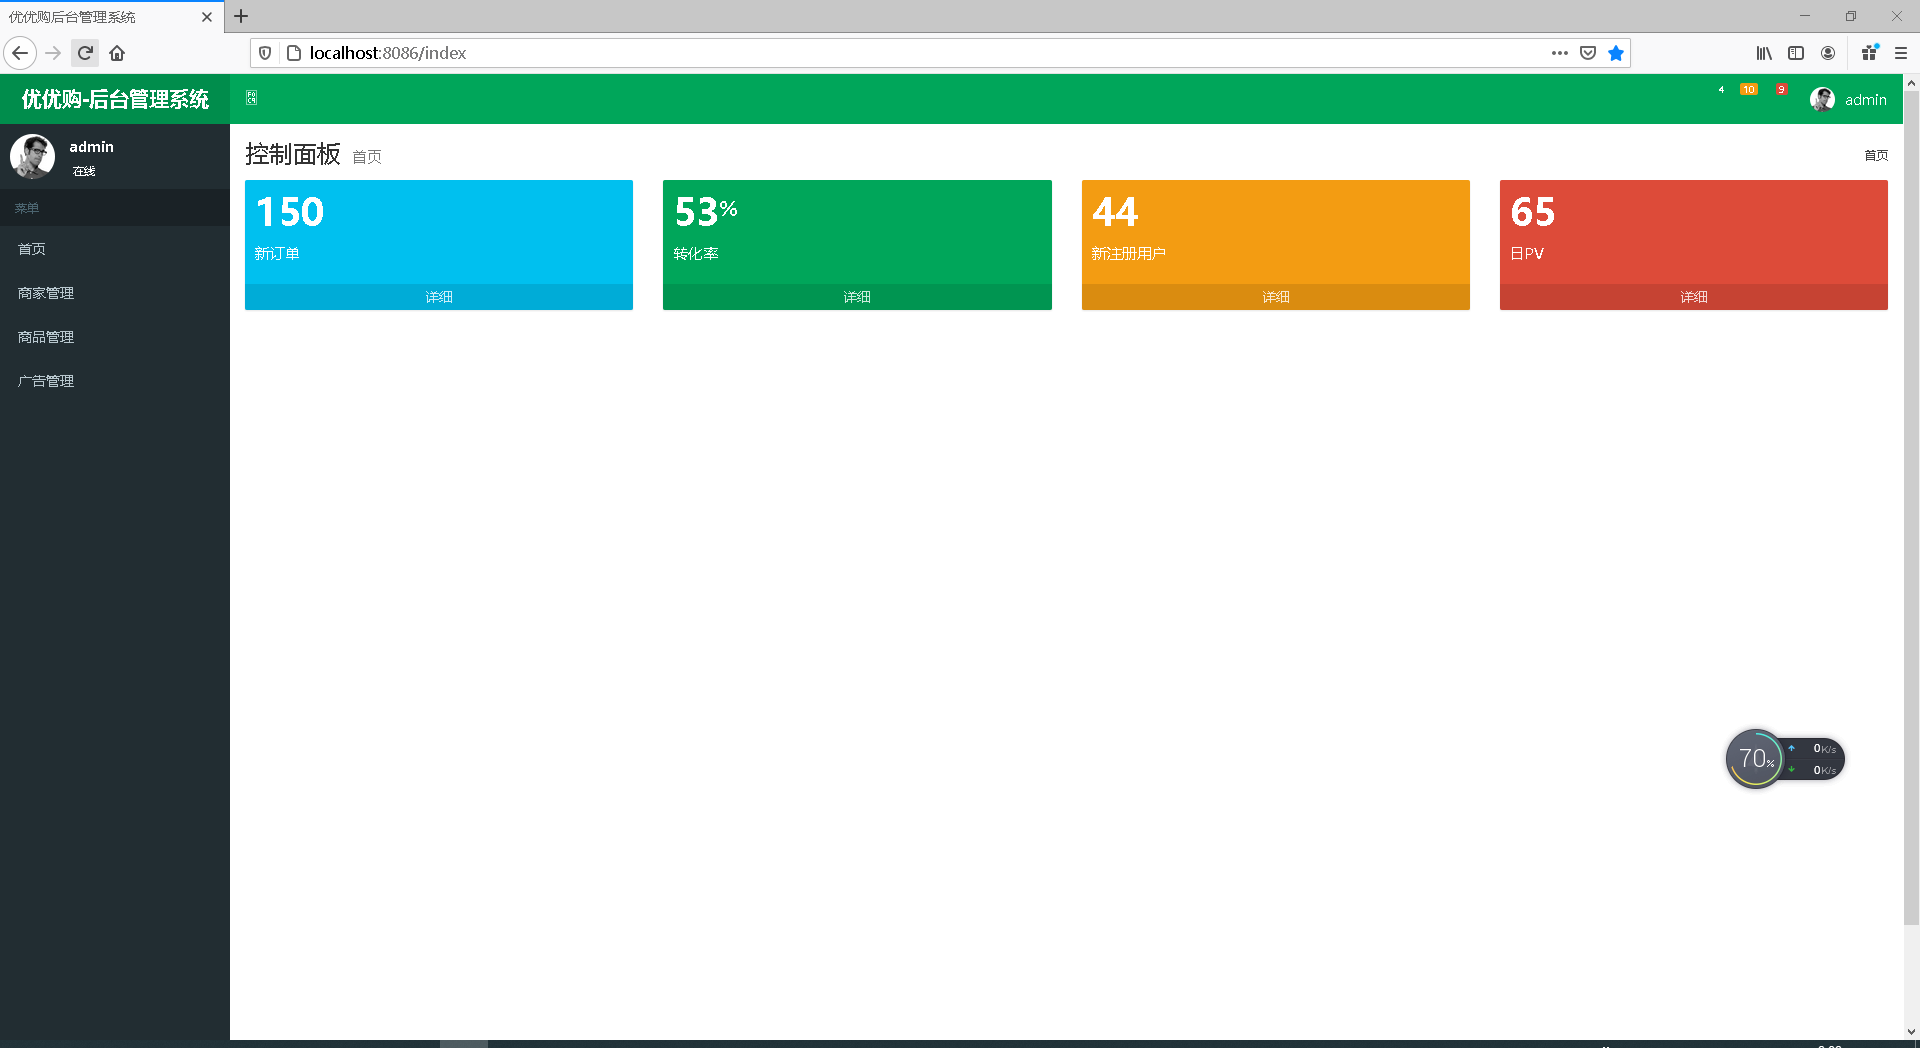 优优购后台管理系统
localhost:8086/index
优优购-后台管理系统
4
10
9
admin
admin
在线
菜单
首页
商家管理
商品管理
广告管理
控制面板 首页
首页
150
新订单
详细
53%
转化率
详细
44
新注册用户
详细
65
日PV
详细
70%
0K/s
0K/s